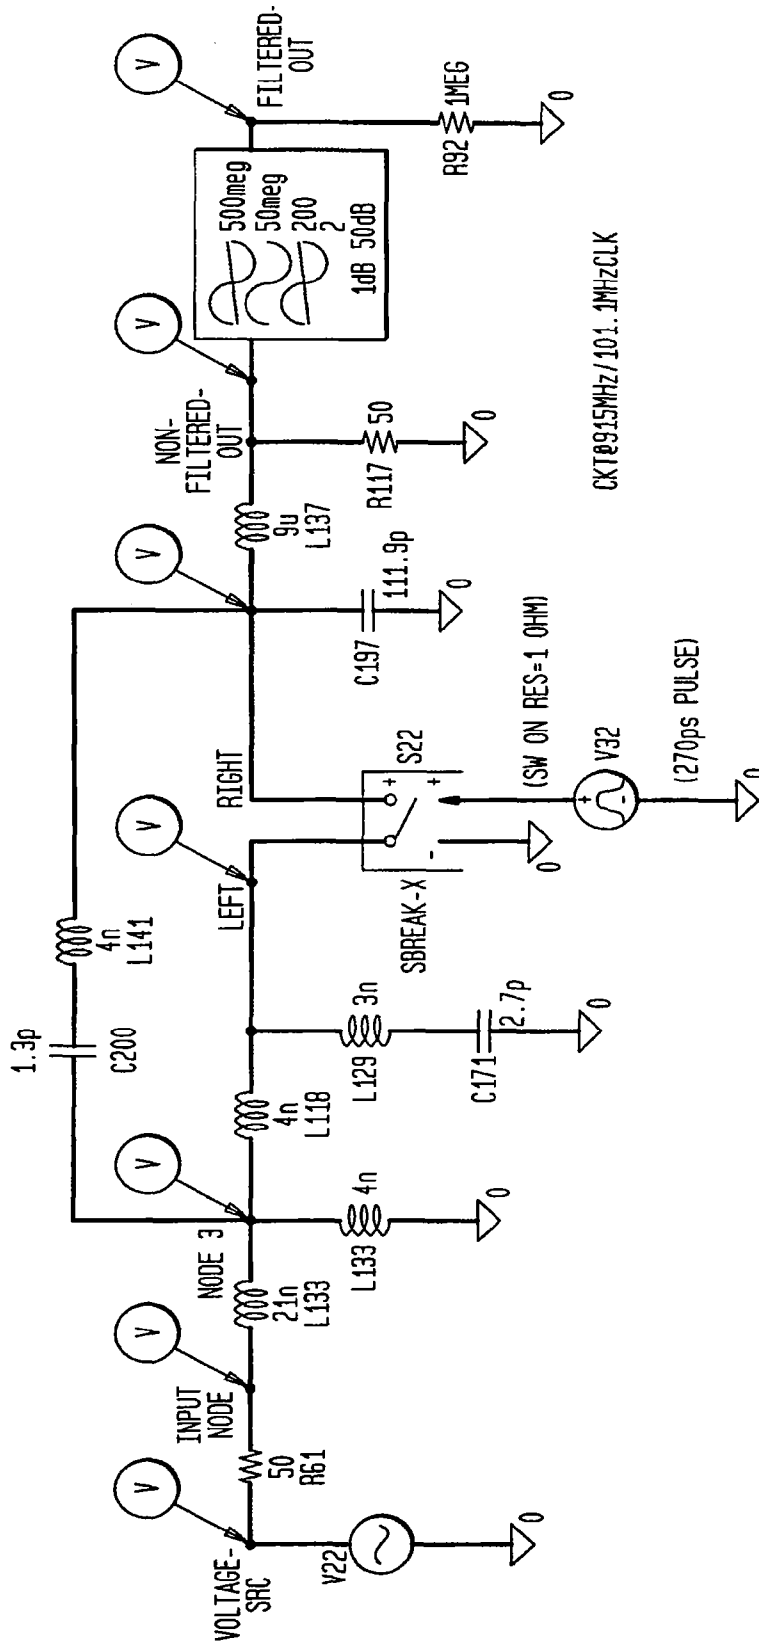 VOLTAGE-
SRC
V
V22
0
50
R61
INPUT
NODE
V
21n
L133
NODE 3
V
4n
L133
0
1.3p
C200
4n
L141
4n
L118
3n
L129
2.7p
C171
0
LEFT
V
RIGHT
SBREAK-X
S22
+
+
-
0
(SW ON RES=1 OHM)
+
-
V32
(270ps PULSE)
0
V
111.9p
C197
0
9u
L137
NON-
FILTERED-
OUT
V
50
R117
0
500meg
50meg
200
2
1dB 50dB
V
FILTERED-
OUT
1MEG
R92
0
CKT@915MHz/101.1MHzCLK